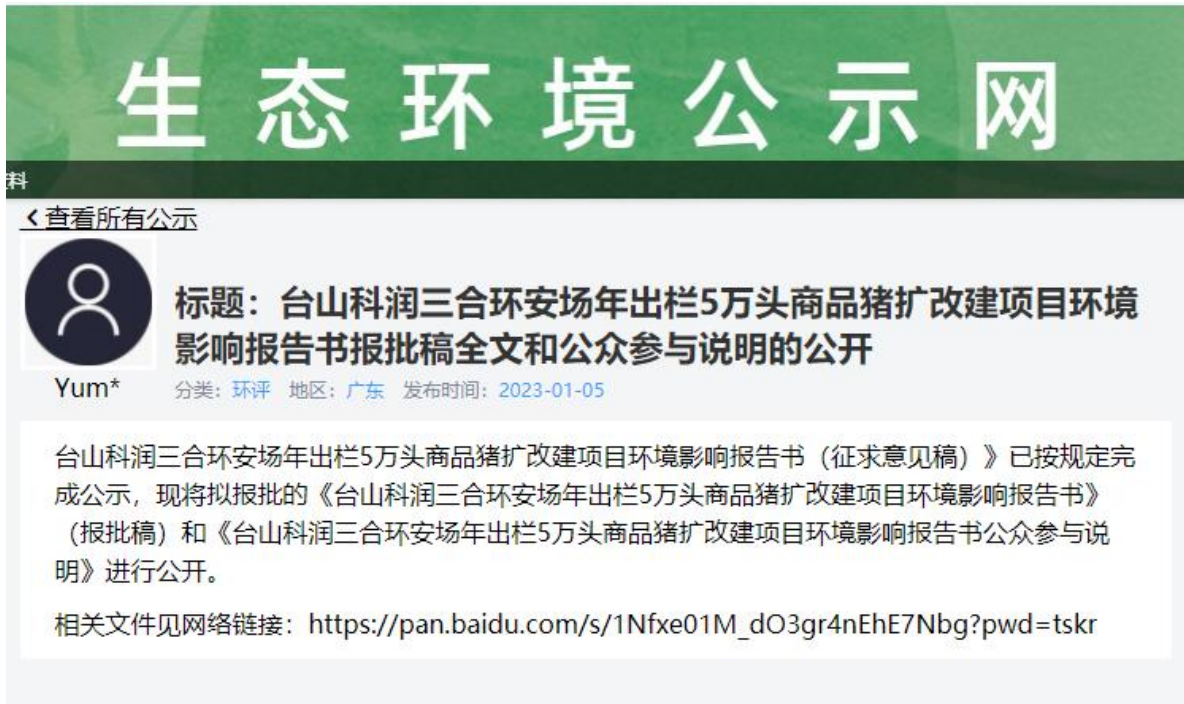 生态环境公示网
料
<查看所有公示
标题：台山科润三合环安场年出栏5万头商品猪扩改建项目环境
影响报告书报批稿全文和公众参与说明的公开
Yum*
分类：环评 地区：广东 发布时间：2023-01-05
台山科润三合环安场年出栏5万头商品猪扩改建项目环境影响报告书（征求意见稿）》已按规定完
成公示，现将拟报批的《台山科润三合环安场年出栏5万头商品猪扩改建项目环境影响报告书》
（报批稿）和《台山科润三合环安场年出栏5万头商品猪扩改建项目环境影响报告书公众参与说
明》进行公开。
相关文件见网络链接：https://pan.baidu.com/s/1Nfxe01M_dO3gr4nEhE7Nbg?pwd=tskr